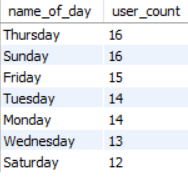 name_of_day user_count
Thursday 16
Sunday 16
Friday 15
Tuesday 14
Monday 14
Wednesday 13
Saturday 12